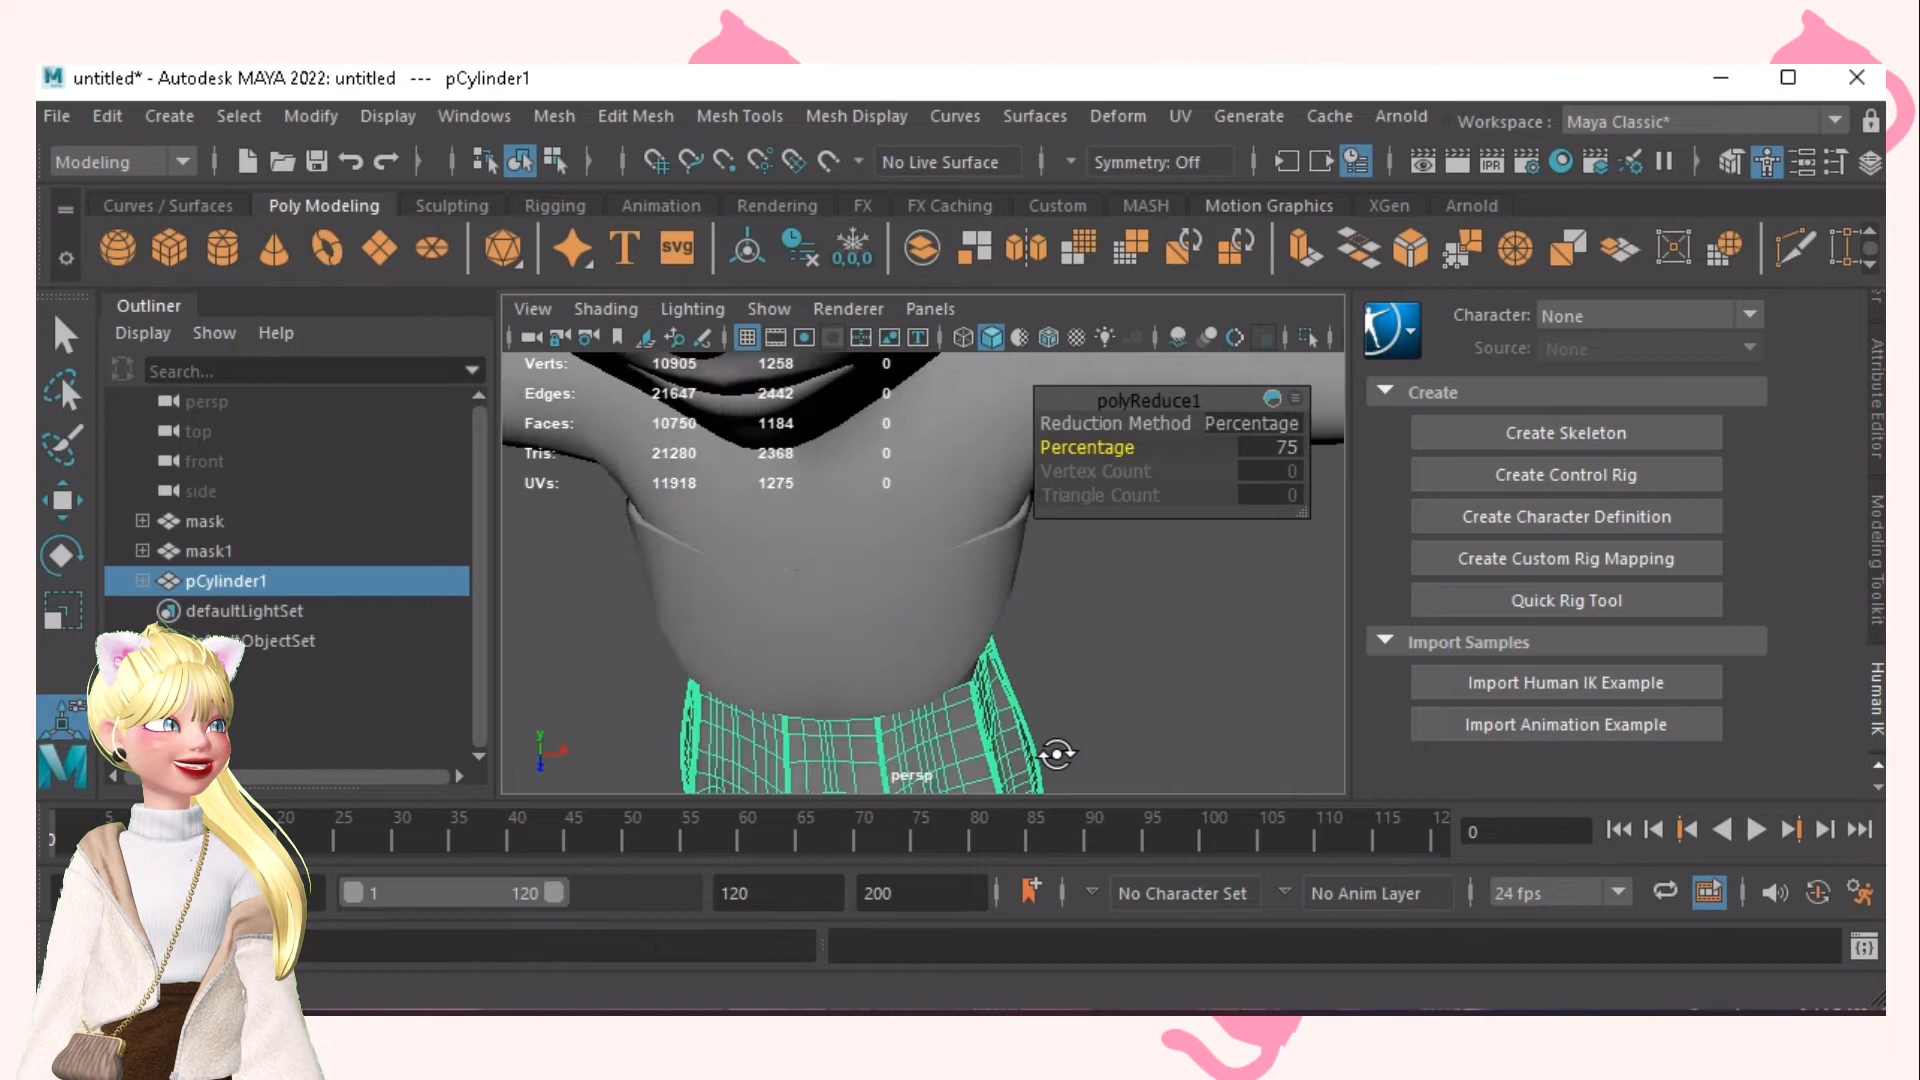 untitled* - Autodesk MAYA 2022: untitled --- pCylinder1
File Edit Create Select Modify Display Windows Mesh Edit Mesh Mesh Tools Mesh Display Curves Surfaces Deform UV Generate Cache Arnold Workspace : Maya Classic*
Modeling No Live Surface Symmetry: Off IPR
Curves / Surfaces Poly Modeling Sculpting Rigging Animation Rendering FX FX Caching Custom MASH Motion Graphics XGen Arnold
T svg 0,0,0
Outliner
Display Show Help
Search...
persp
top
front
side
mask
mask1
pCylinder1
defaultLightSet
ObjectSet
View Shading Lighting Show Renderer Panels
Verts: 10905 1258 0
Edges: 21647 2442 0
Faces: 10750 1184 0
Tris: 21280 2368 0
UVs: 11918 1275 0
polyReduce1
Reduction Method Percentage
Percentage 75
Vertex Count 0
Triangle Count 0
y
persp
Character: None
Source: None
Create
Create Skeleton
Create Control Rig
Create Character Definition
Create Custom Rig Mapping
Quick Rig Tool
Import Samples
Import Human IK Example
Import Animation Example
Attribute Editor
Modeling Toolkit
Human IK
5 20 25 30 35 40 45 50 55 60 65 70 75 80 85 90 95 100 105 110 115 12
0
1 120 120 200 No Character Set No Anim Layer 24 fps